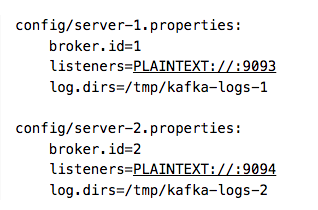 config/server-1.properties:
broker.id=1
listeners=PLAINTEXT://:9093
log.dirs=/tmp/kafka-logs-1
config/server-2.properties:
broker.id=2
listeners=PLAINTEXT://:9094
log.dirs=/tmp/kafka-logs-2